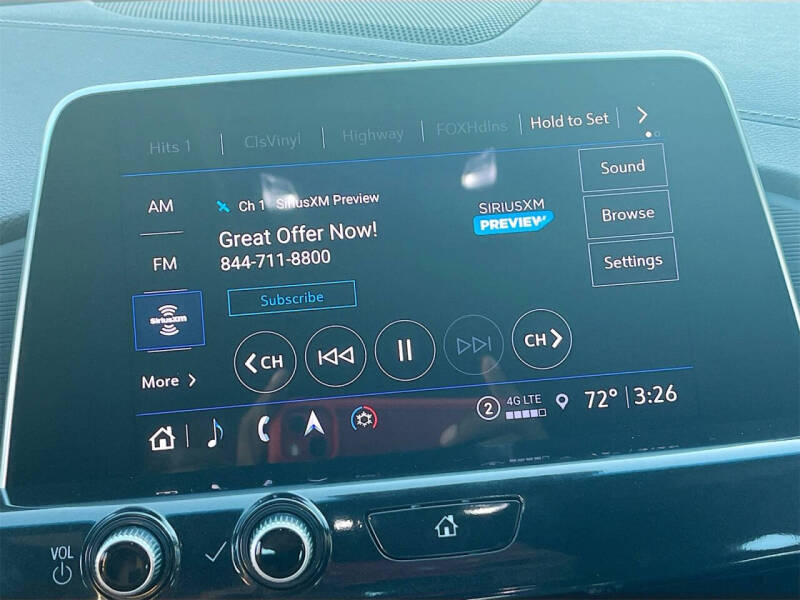 Hits 1 ClsVinyl Highway FOXHdlns Hold to Set
AM
Ch 1 SiriusXM Preview
Great Offer Now!
844-711-8800
SIRIUSXM
PREVIEW
Sound
Browse
Settings
FM
SiriusXM
Subscribe
More
CH
CH
2
4G LTE
72° 3:26
VOL